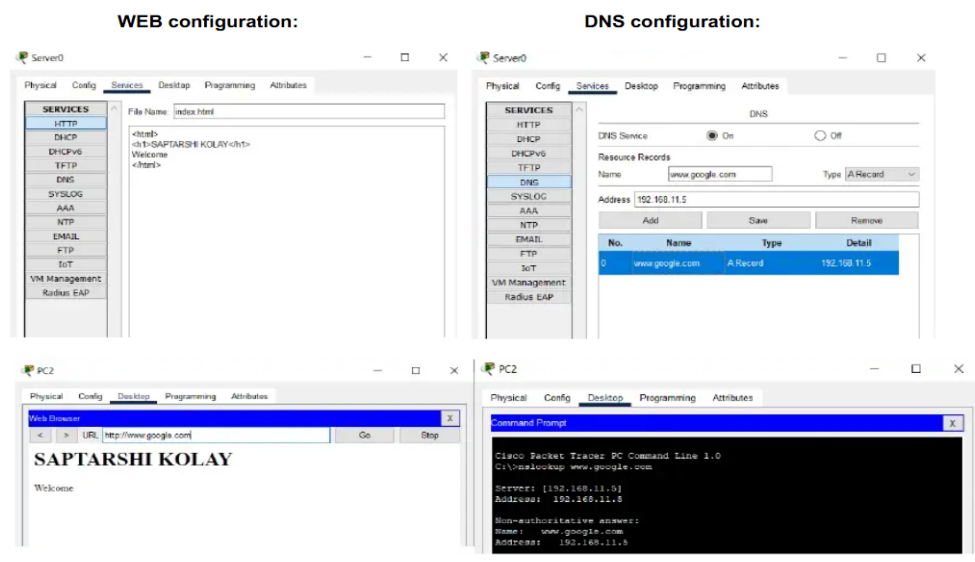 WEB configuration:
DNS configuration:
Server0
Physical Config Services Desktop Programming Attributes
SERVICES
HTTP
DHCP
DHCPv6
TFTP
DNS
SYSLOG
AAA
NTP
EMAIL
FTP
IoT
VM Management
Radius EAP
File Name: index.html
<html>
<h1>SAPTARSHI KOLAY</h1>
Welcome
</html>
Server0
Physical Config Services Desktop Programming Attributes
SERVICES
HTTP
DHCP
DHCPv6
TFTP
DNS
SYSLOG
AAA
NTP
EMAIL
FTP
IoT
VM Management
Radius EAP
DNS
DNS Service On Off
Resource Records
Name www.google.com Type A Record
Address 192.168.11.5
Add Save Remove
No. Name Type Detail
0 www.google.com A Record 192.168.11.5
PC2
Physical Config Desktop Programming Attributes
Web Browser X
< > URL http://www.google.com Go Stop
SAPTARSHI KOLAY
Welcome
PC2
Physical Config Desktop Programming Attributes
Command Prompt X
Cisco Packet Tracer PC Command Line 1.0
C:\>nslookup www.google.com
Server: [192.168.11.5]
Address: 192.168.11.5
Non-authoritative answer:
Name: www.google.com
Address: 192.168.11.5